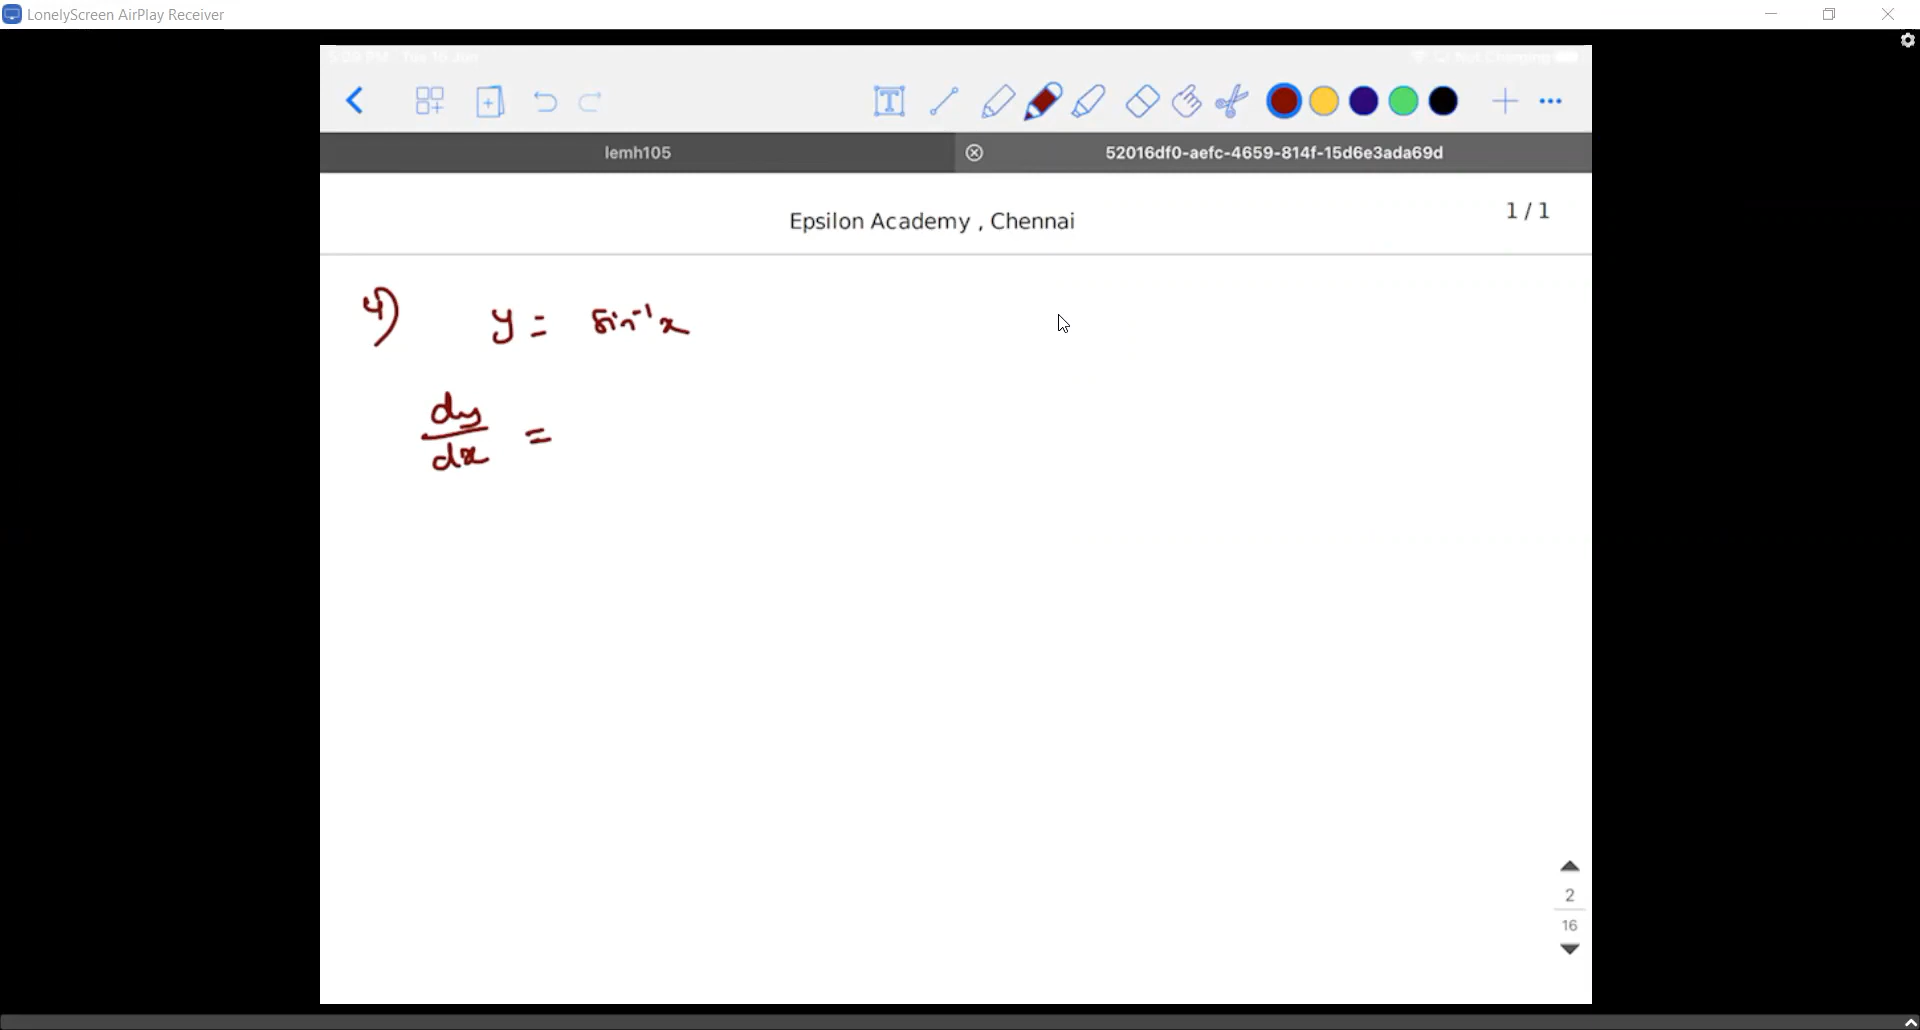 LonelyScreen AirPlay Receiver
T
lemh105
52016df0-aefc-4659-814f-15d6e3ada69d
Epsilon Academy , Chennai
1 / 1
4) y = sin⁻¹x
dy/dx =
2
16